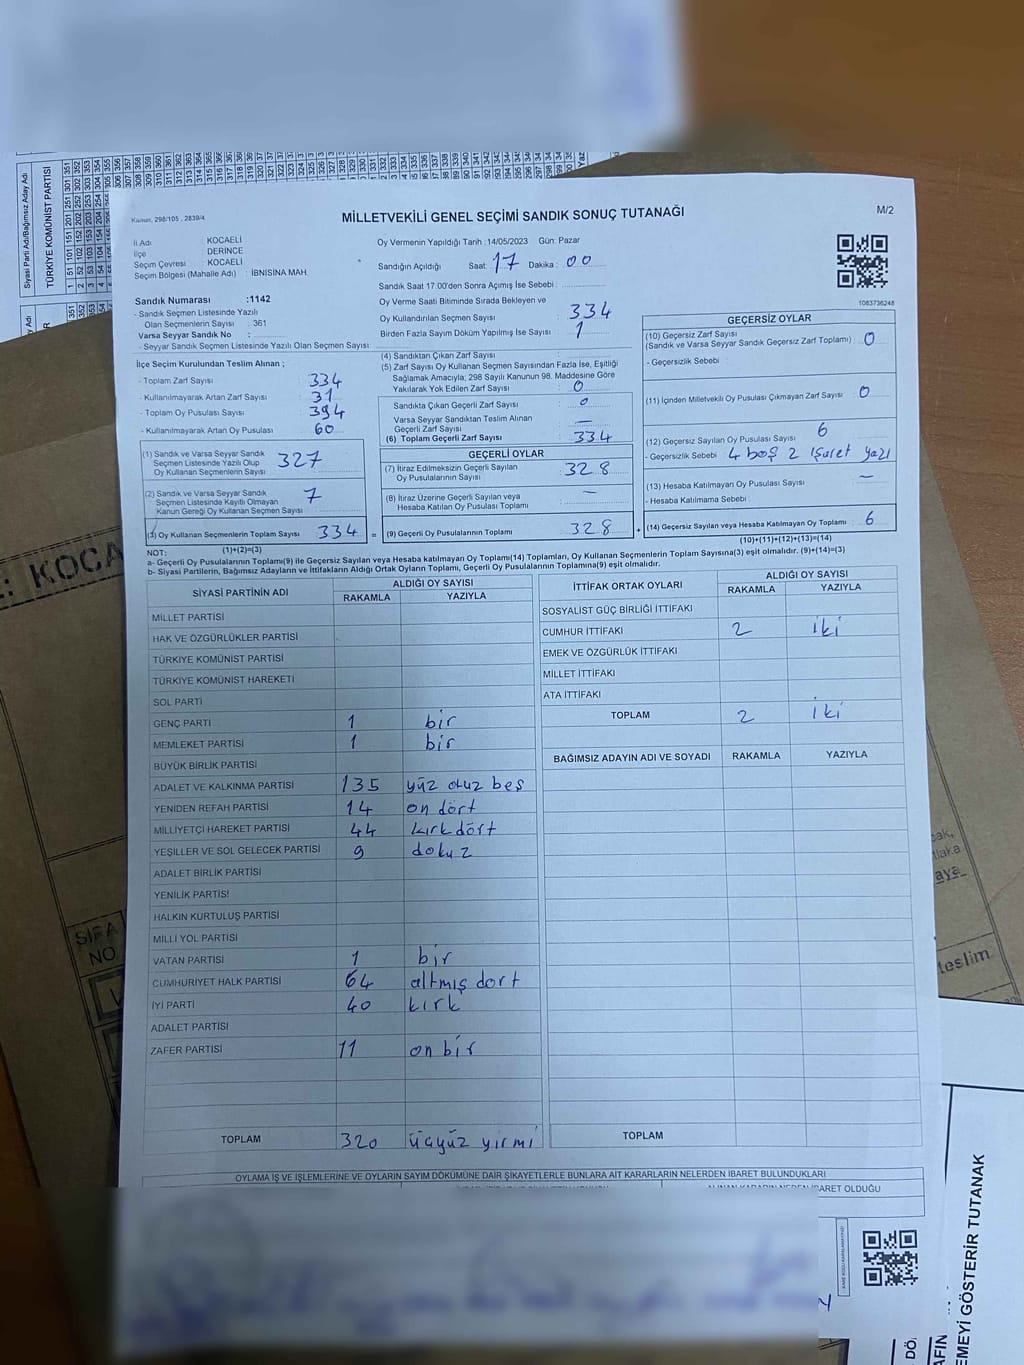 Siyasi Parti Adı/Bağımsız Aday Adı
TÜRKİYE KOMÜNİST PARTİSİ
Kanun, 298/105 , 2839/4
MİLLETVEKİLİ GENEL SEÇİMİ SANDIK SONUÇ TUTANAĞI
M/2
İl Adı : KOCAELİ
İlçe : DERİNCE
Seçim Çevresi : KOCAELİ
Seçim Bölgesi (Mahalle Adı) : İBNİSİNA MAH.
Sandık Numarası :1142
- Sandık Seçmen Listesinde Yazılı
Olan Seçmenlerin Sayısı : 361
Varsa Seyyar Sandık No :
- Seyyar Sandık Seçmen Listesinde Yazılı Olan Seçmen Sayısı :
Oy Vermenin Yapıldığı Tarih :14/05/2023 Gün: Pazar
Sandığın Açıldığı Saat: 17 Dakika : 00
Sandık Saat 17.00'den Sonra Açılmış İse Sebebi :
Oy Verme Saati Bitiminde Sırada Bekleyen ve
Oy Kullandırılan Seçmen Sayısı : 334
Birden Fazla Sayım Döküm Yapılmış İse Sayısı : 1
1083736248
İlçe Seçim Kurulundan Teslim Alınan ;
- Toplam Zarf Sayısı : 334
- Kullanılmayarak Artan Zarf Sayısı : 31
- Toplam Oy Pusulası Sayısı : 394
- Kullanılmayarak Artan Oy Pusulası : 60
(1) Sandık ve Varsa Seyyar Sandık
Seçmen Listesinde Yazılı Olup
Oy Kullanan Seçmenlerin Sayısı : 327
(2) Sandık ve Varsa Seyyar Sandık
Seçmen Listesinde Kayıtlı Olmayan
Kanun Gereği Oy Kullanan Seçmen Sayısı : 7
(3) Oy Kullanan Seçmenlerin Toplam Sayısı : 334
(1)+(2)=(3)
(4) Sandıktan Çıkan Zarf Sayısı :
(5) Zarf Sayısı Oy Kullanan Seçmen Sayısından Fazla İse, Eşitliği
Sağlamak Amacıyla; 298 Sayılı Kanunun 98. Maddesine Göre
Yakılarak Yok Edilen Zarf Sayısı : 0
Sandıkta Çıkan Geçerli Zarf Sayısı : 0
Varsa Seyyar Sandıktan Teslim Alınan
Geçerli Zarf Sayısı : —
(6) Toplam Geçerli Zarf Sayısı : 334
GEÇERLİ OYLAR
(7) İtiraz Edilmeksizin Geçerli Sayılan
Oy Pusulalarının Sayısı : 328
(8) İtiraz Üzerine Geçerli Sayılan veya
Hesaba Katılan Oy Pusulaları Toplamı : —
= (9) Geçerli Oy Pusulalarının Toplamı : 328
GEÇERSİZ OYLAR
(10) Geçersiz Zarf Sayısı
(Sandık ve Varsa Seyyar Sandık Geçersiz Zarf Toplamı) : 0
- Geçersizlik Sebebi :
(11) İçinden Milletvekili Oy Pusulası Çıkmayan Zarf Sayısı : 0
(12) Geçersiz Sayılan Oy Pusulası Sayısı : 6
- Geçersizlik Sebebi : 4 boş 2 işaret yazı
(13) Hesaba Katılmayan Oy Pusulası Sayısı : —
- Hesaba Katılmama Sebebi :
+ (14) Geçersiz Sayılan veya Hesaba Katılmayan Oy Toplamı : 6
(10)+(11)+(12)+(13)=(14)
NOT:
a- Geçerli Oy Pusulalarının Toplamı(9) ile Geçersiz Sayılan veya Hesaba katılmayan Oy Toplamı(14) Toplamları, Oy Kullanan Seçmenlerin Toplam Sayısına(3) eşit olmalıdır. (9)+(14)=(3)
b- Siyasi Partilerin, Bağımsız Adayların ve İttifakların Aldığı Ortak Oyların Toplamı, Geçerli Oy Pusulalarının Toplamına(9) eşit olmalıdır.
SİYASİ PARTİNİN ADI ALDIĞI OY SAYISI
RAKAMLA YAZIYLA
MİLLET PARTİSİ
HAK VE ÖZGÜRLÜKLER PARTİSİ
TÜRKİYE KOMÜNİST PARTİSİ
TÜRKİYE KOMÜNİST HAREKETİ
SOL PARTİ
GENÇ PARTİ 1 bir
MEMLEKET PARTİSİ 1 bir
BÜYÜK BİRLİK PARTİSİ
ADALET VE KALKINMA PARTİSİ 135 yüz otuz beş
YENİDEN REFAH PARTİSİ 14 on dört
MİLLİYETÇİ HAREKET PARTİSİ 44 kırk dört
YEŞİLLER VE SOL GELECEK PARTİSİ 9 dokuz
ADALET BİRLİK PARTİSİ
YENİLİK PARTİSİ
HALKIN KURTULUŞ PARTİSİ
MİLLİ YOL PARTİSİ
VATAN PARTİSİ 1 bir
CUMHURİYET HALK PARTİSİ 64 altmış dort
İYİ PARTİ 40 kırk
ADALET PARTİSİ
ZAFER PARTİSİ 11 on bir
TOPLAM 320 üçyüz yirmi
İTTİFAK ORTAK OYLARI ALDIĞI OY SAYISI
RAKAMLA YAZIYLA
SOSYALİST GÜÇ BİRLİĞİ İTTİFAKI
CUMHUR İTTİFAKI 2 iki
EMEK VE ÖZGÜRLÜK İTTİFAKI
MİLLET İTTİFAKI
ATA İTTİFAKI
TOPLAM 2 iki
BAĞIMSIZ ADAYIN ADI VE SOYADI RAKAMLA YAZIYLA
TOPLAM
OYLAMA İŞ VE İŞLEMLERİNE VE OYLARIN SAYIM DÖKÜMÜNE DAİR ŞİKAYETLERLE BUNLARA AİT KARARLARIN NELERDEN İBARET BULUNDUKLARI
İBARET OLDUĞU
: KOCA
SIFA
NO
aya
teslim
EMEYİ GÖSTERİR TUTANAK